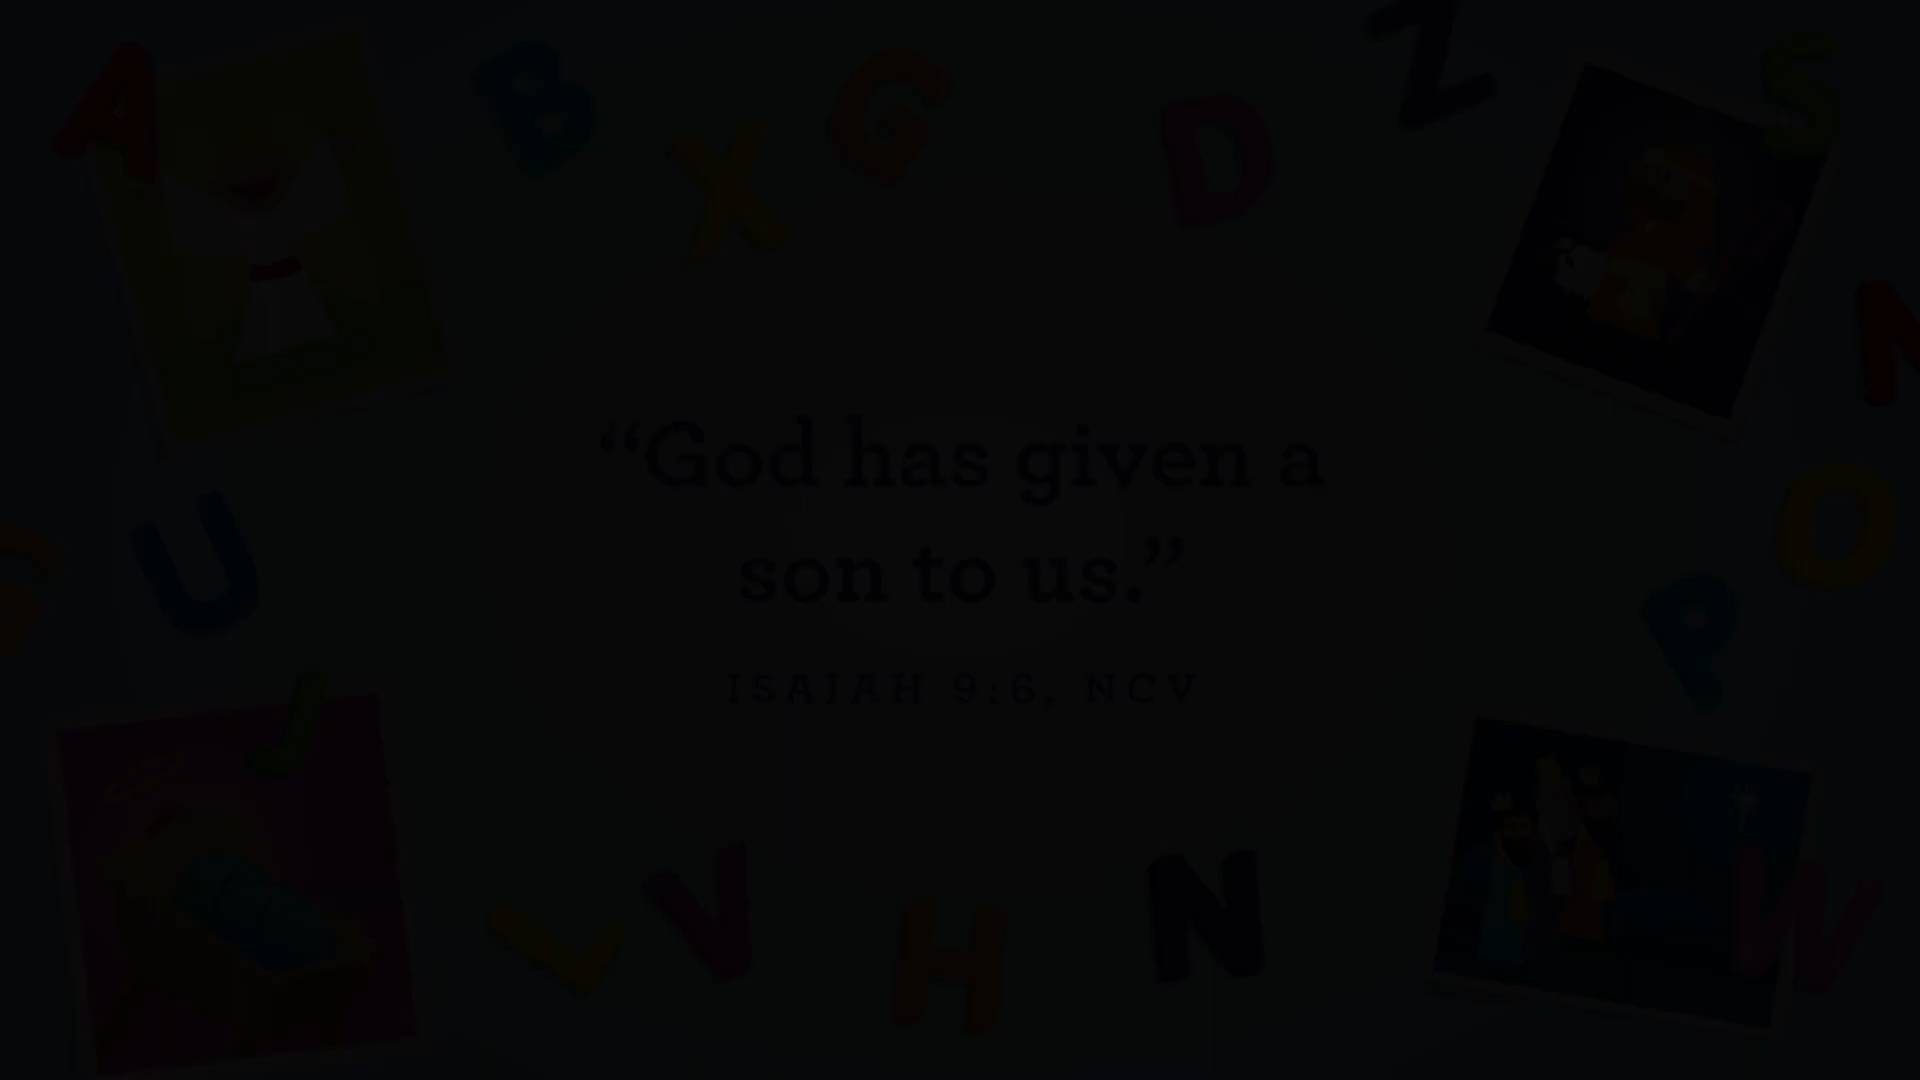 A
B
X
G
D
Z
S
N
“God has given a
son to us.”
ISAIAH 9:6, NCV
G
U
O
P
J
L
V
H
N
W